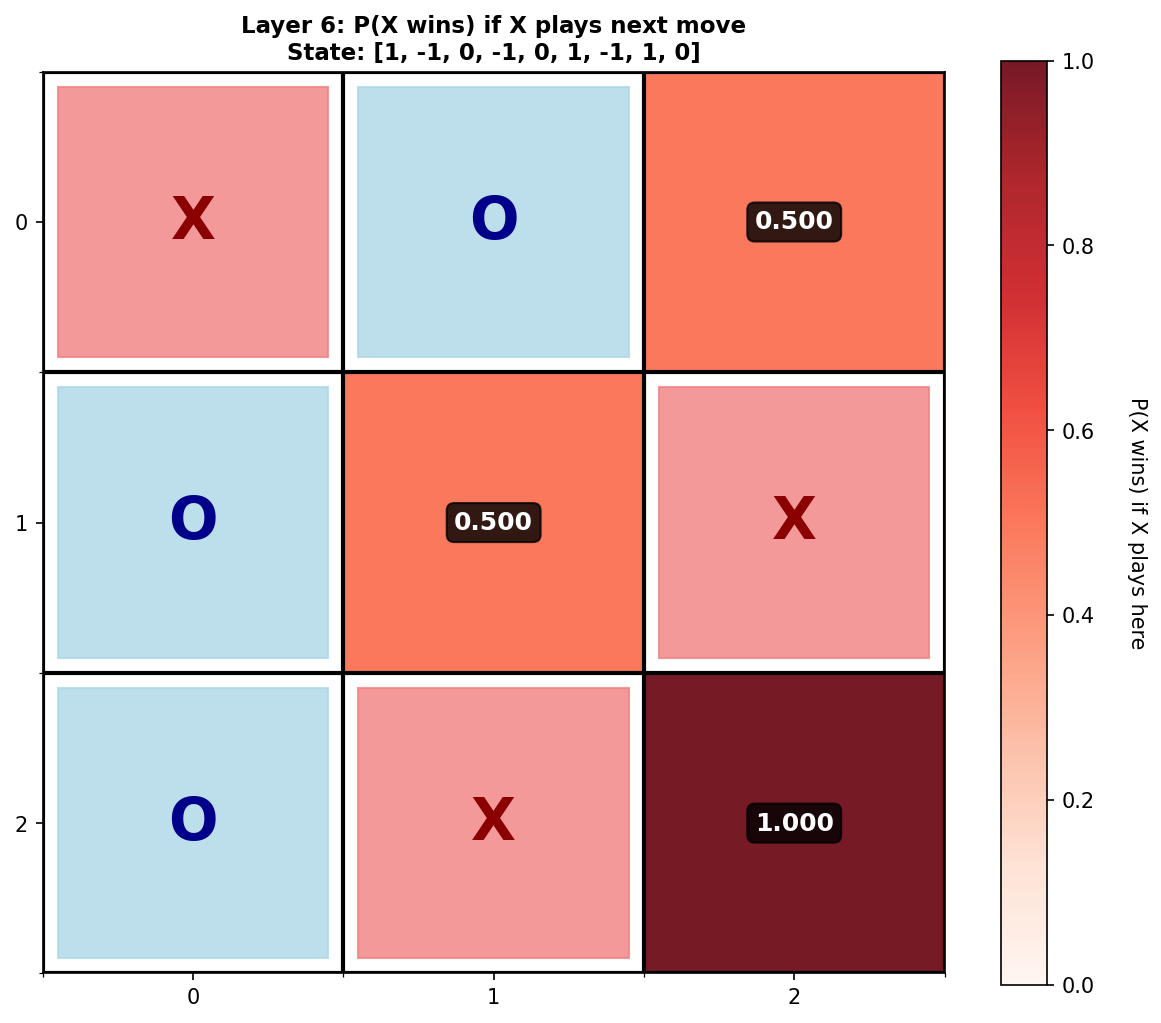 Layer 6: P(X wins) if X plays next move
State: [1, -1, 0, -1, 0, 1, -1, 1, 0]
X
O
0.500
O
0.500
X
O
X
1.000
0
1
2
0
1
2
1.0
0.8
0.6
0.4
0.2
0.0
P(X wins) if X plays here